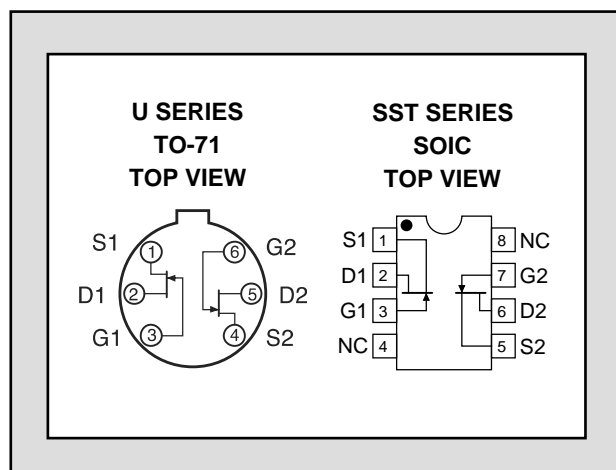 U SERIES
TO-71
TOP VIEW
S1 1 6 G2
D1 2 5 D2
G1 3 4 S2
SST SERIES
SOIC
TOP VIEW
S1 1 8 NC
D1 2 7 G2
G1 3 6 D2
NC 4 5 S2